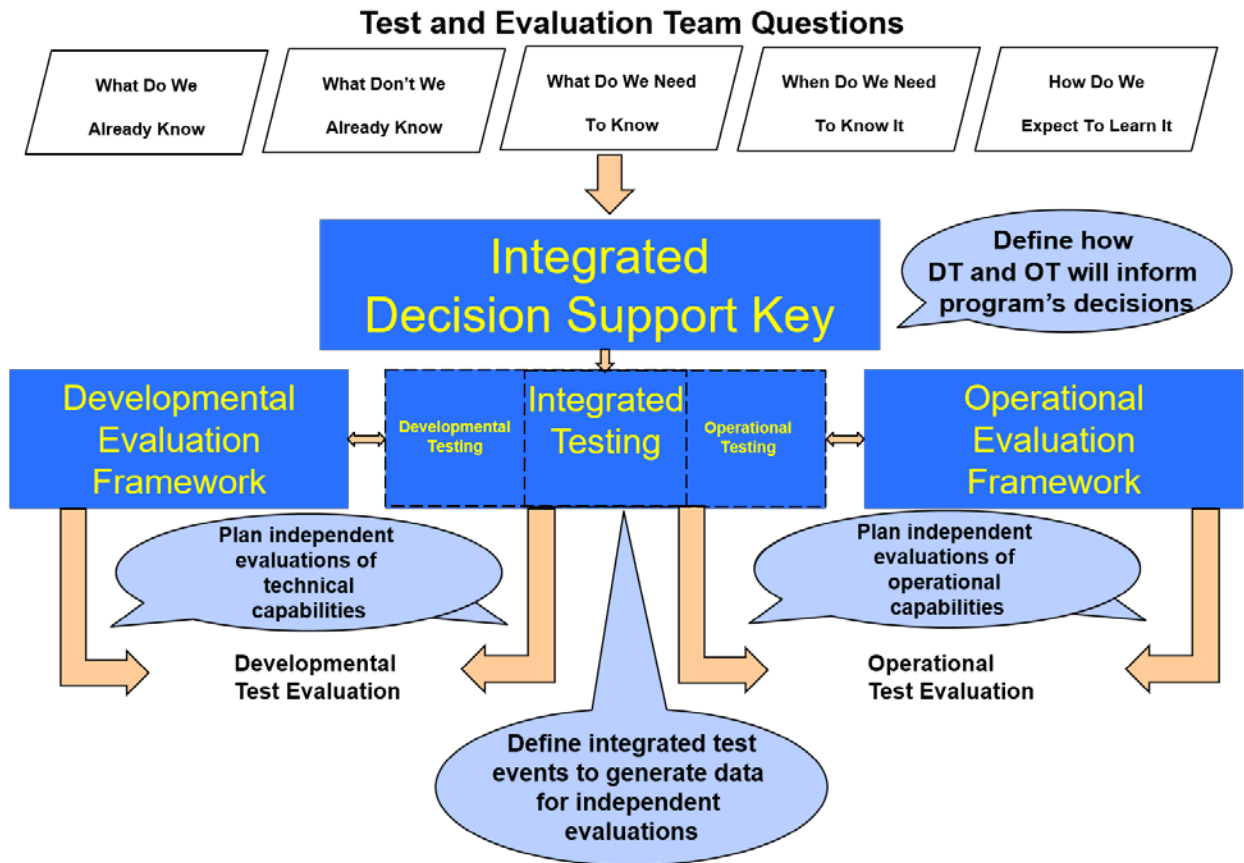 Test and Evaluation Team Questions
What Do We
Already Know
What Don't We
Already Know
What Do We Need
To Know
When Do We Need
To Know It
How Do We
Expect To Learn It
Integrated
Decision Support Key
Define how
DT and OT will inform
program's decisions
Developmental
Evaluation
Framework
Developmental
Testing
Integrated
Testing
Operational
Testing
Operational
Evaluation
Framework
Plan independent
evaluations of
technical
capabilities
Plan independent
evaluations of
operational
capabilities
Developmental
Test Evaluation
Operational
Test Evaluation
Define integrated test
events to generate data
for independent
evaluations